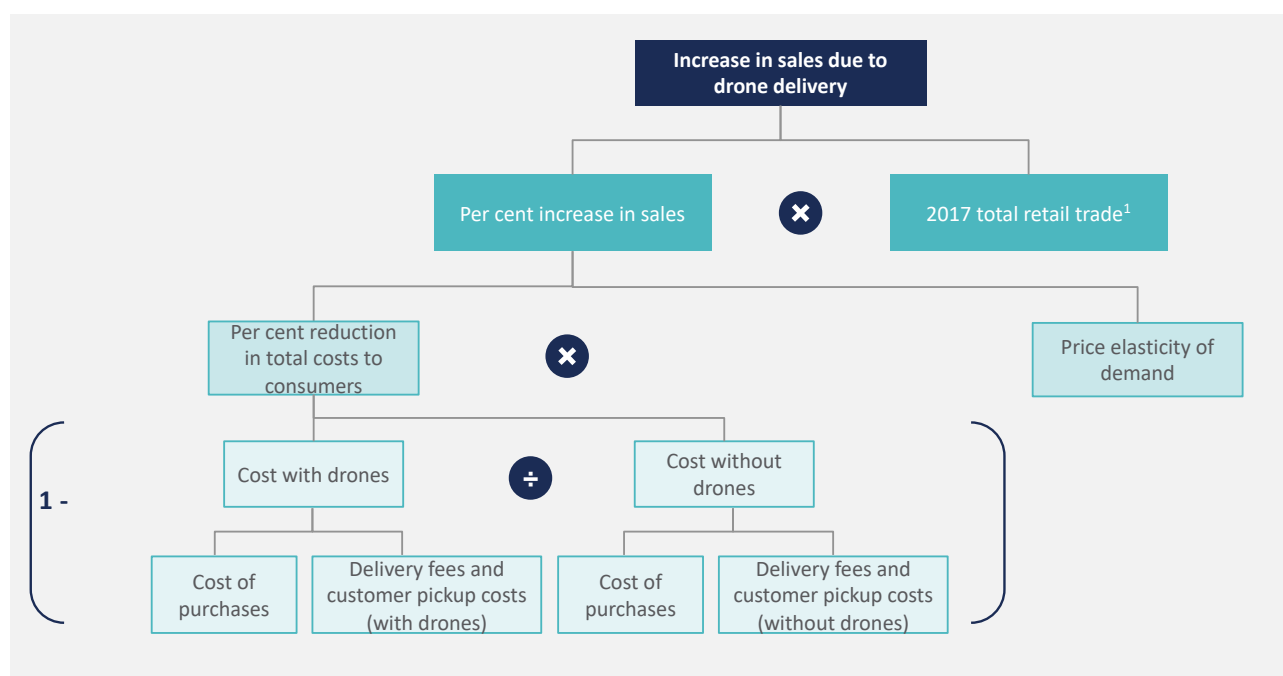 Increase in sales due to
drone delivery
Per cent increase in sales
×
2017 total retail trade1
Per cent reduction
in total costs to
consumers
×
Price elasticity of
demand
1 -
Cost with drones
÷
Cost without
drones
Cost of
purchases
Delivery fees and
customer pickup costs
(with drones)
Cost of
purchases
Delivery fees and
customer pickup costs
(without drones)